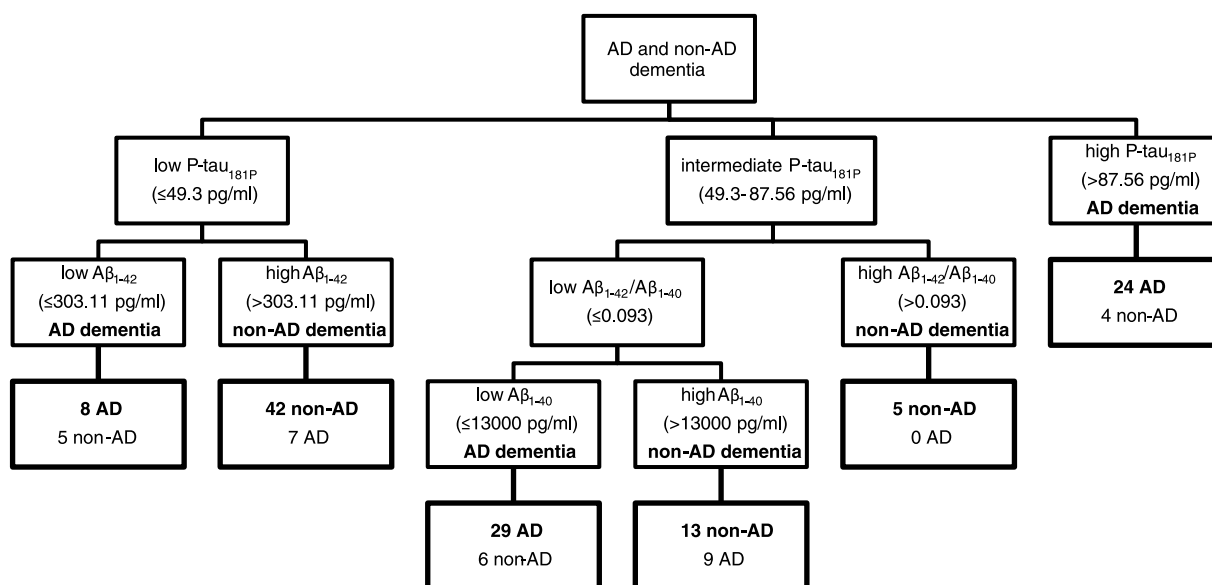 AD and non-AD
dementia
low P-tau181P
(≤49.3 pg/ml)
intermediate P-tau181P
(49.3-87.56 pg/ml)
high P-tau181P
(>87.56 pg/ml)
AD dementia
low Aβ1-42
(≤303.11 pg/ml)
AD dementia
high Aβ1-42
(>303.11 pg/ml)
non-AD dementia
low Aβ1-42/Aβ1-40
(≤0.093)
high Aβ1-42/Aβ1-40
(>0.093)
non-AD dementia
24 AD
4 non-AD
8 AD
5 non-AD
42 non-AD
7 AD
low Aβ1-40
(≤13000 pg/ml)
AD dementia
high Aβ1-40
(>13000 pg/ml)
non-AD dementia
5 non-AD
0 AD
29 AD
6 non-AD
13 non-AD
9 AD